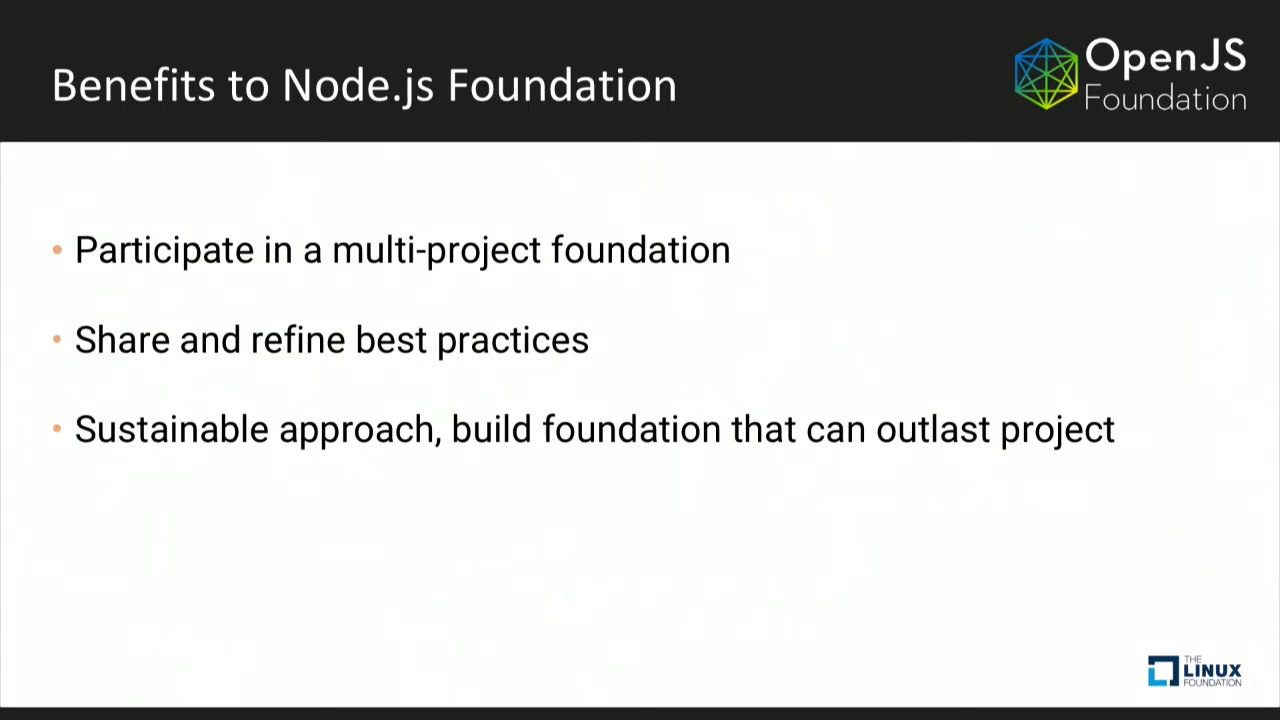 Benefits to Node.js Foundation
OpenJS
Foundation
• Participate in a multi-project foundation
• Share and refine best practices
• Sustainable approach, build foundation that can outlast project
THE
LINUX
FOUNDATION